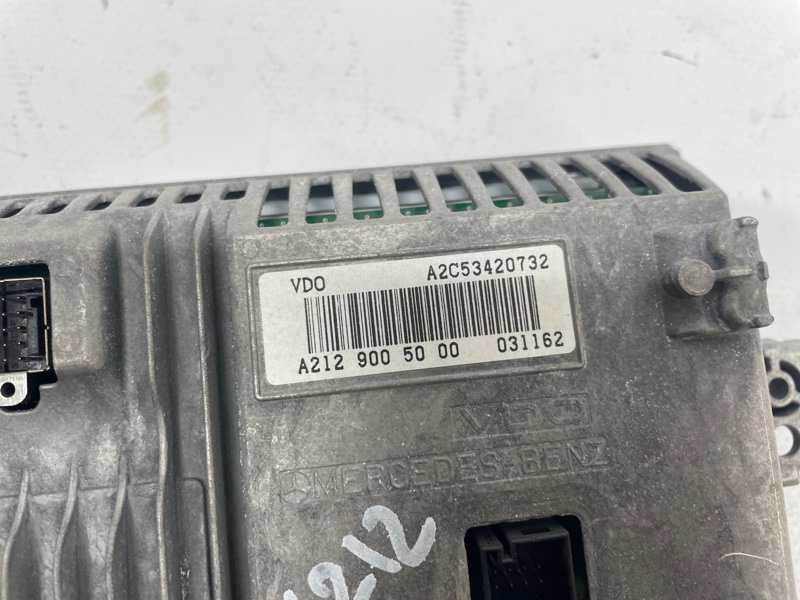 VDO A2C53420732
A212 900 50 00 031162
VDO
MERCEDES-BENZ
212